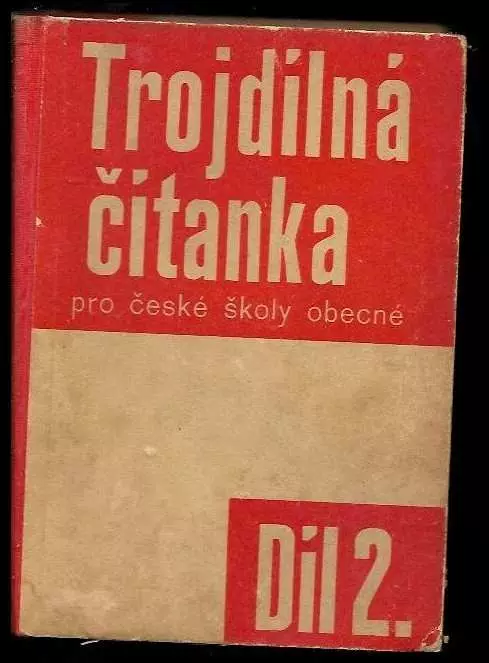 Trojdílná
čítanka
pro české školy obecné
Díl 2.